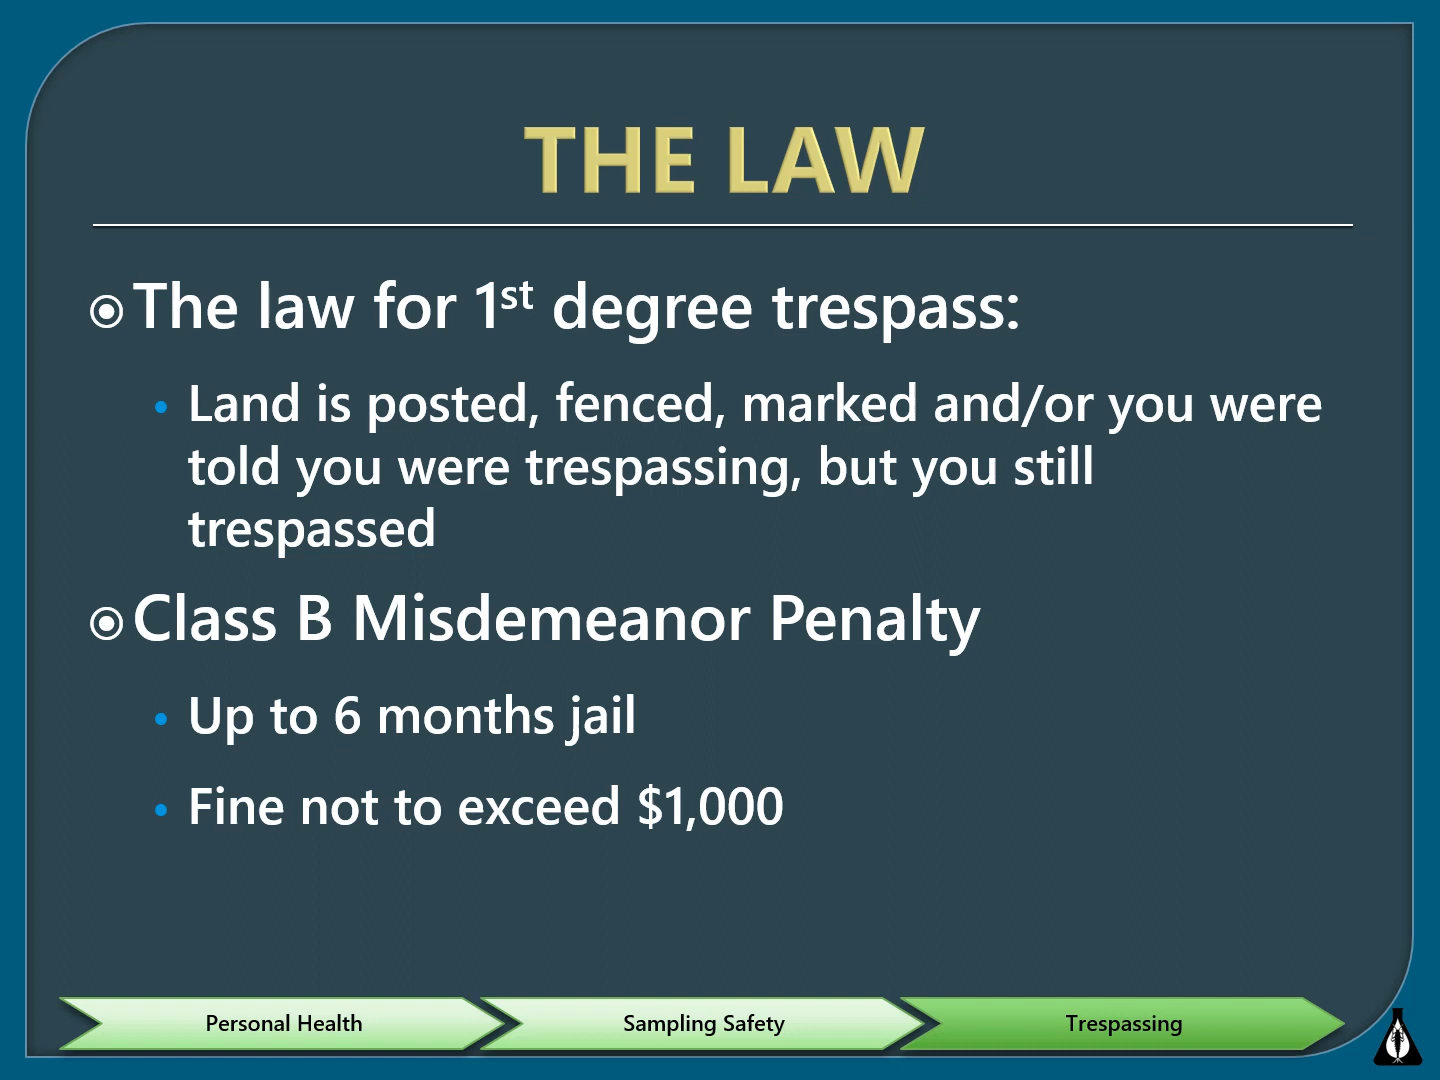 THE LAW
The law for 1st degree trespass:
Land is posted, fenced, marked and/or you were
told you were trespassing, but you still
trespassed
Class B Misdemeanor Penalty
Up to 6 months jail
Fine not to exceed $1,000
Personal Health
Sampling Safety
Trespassing